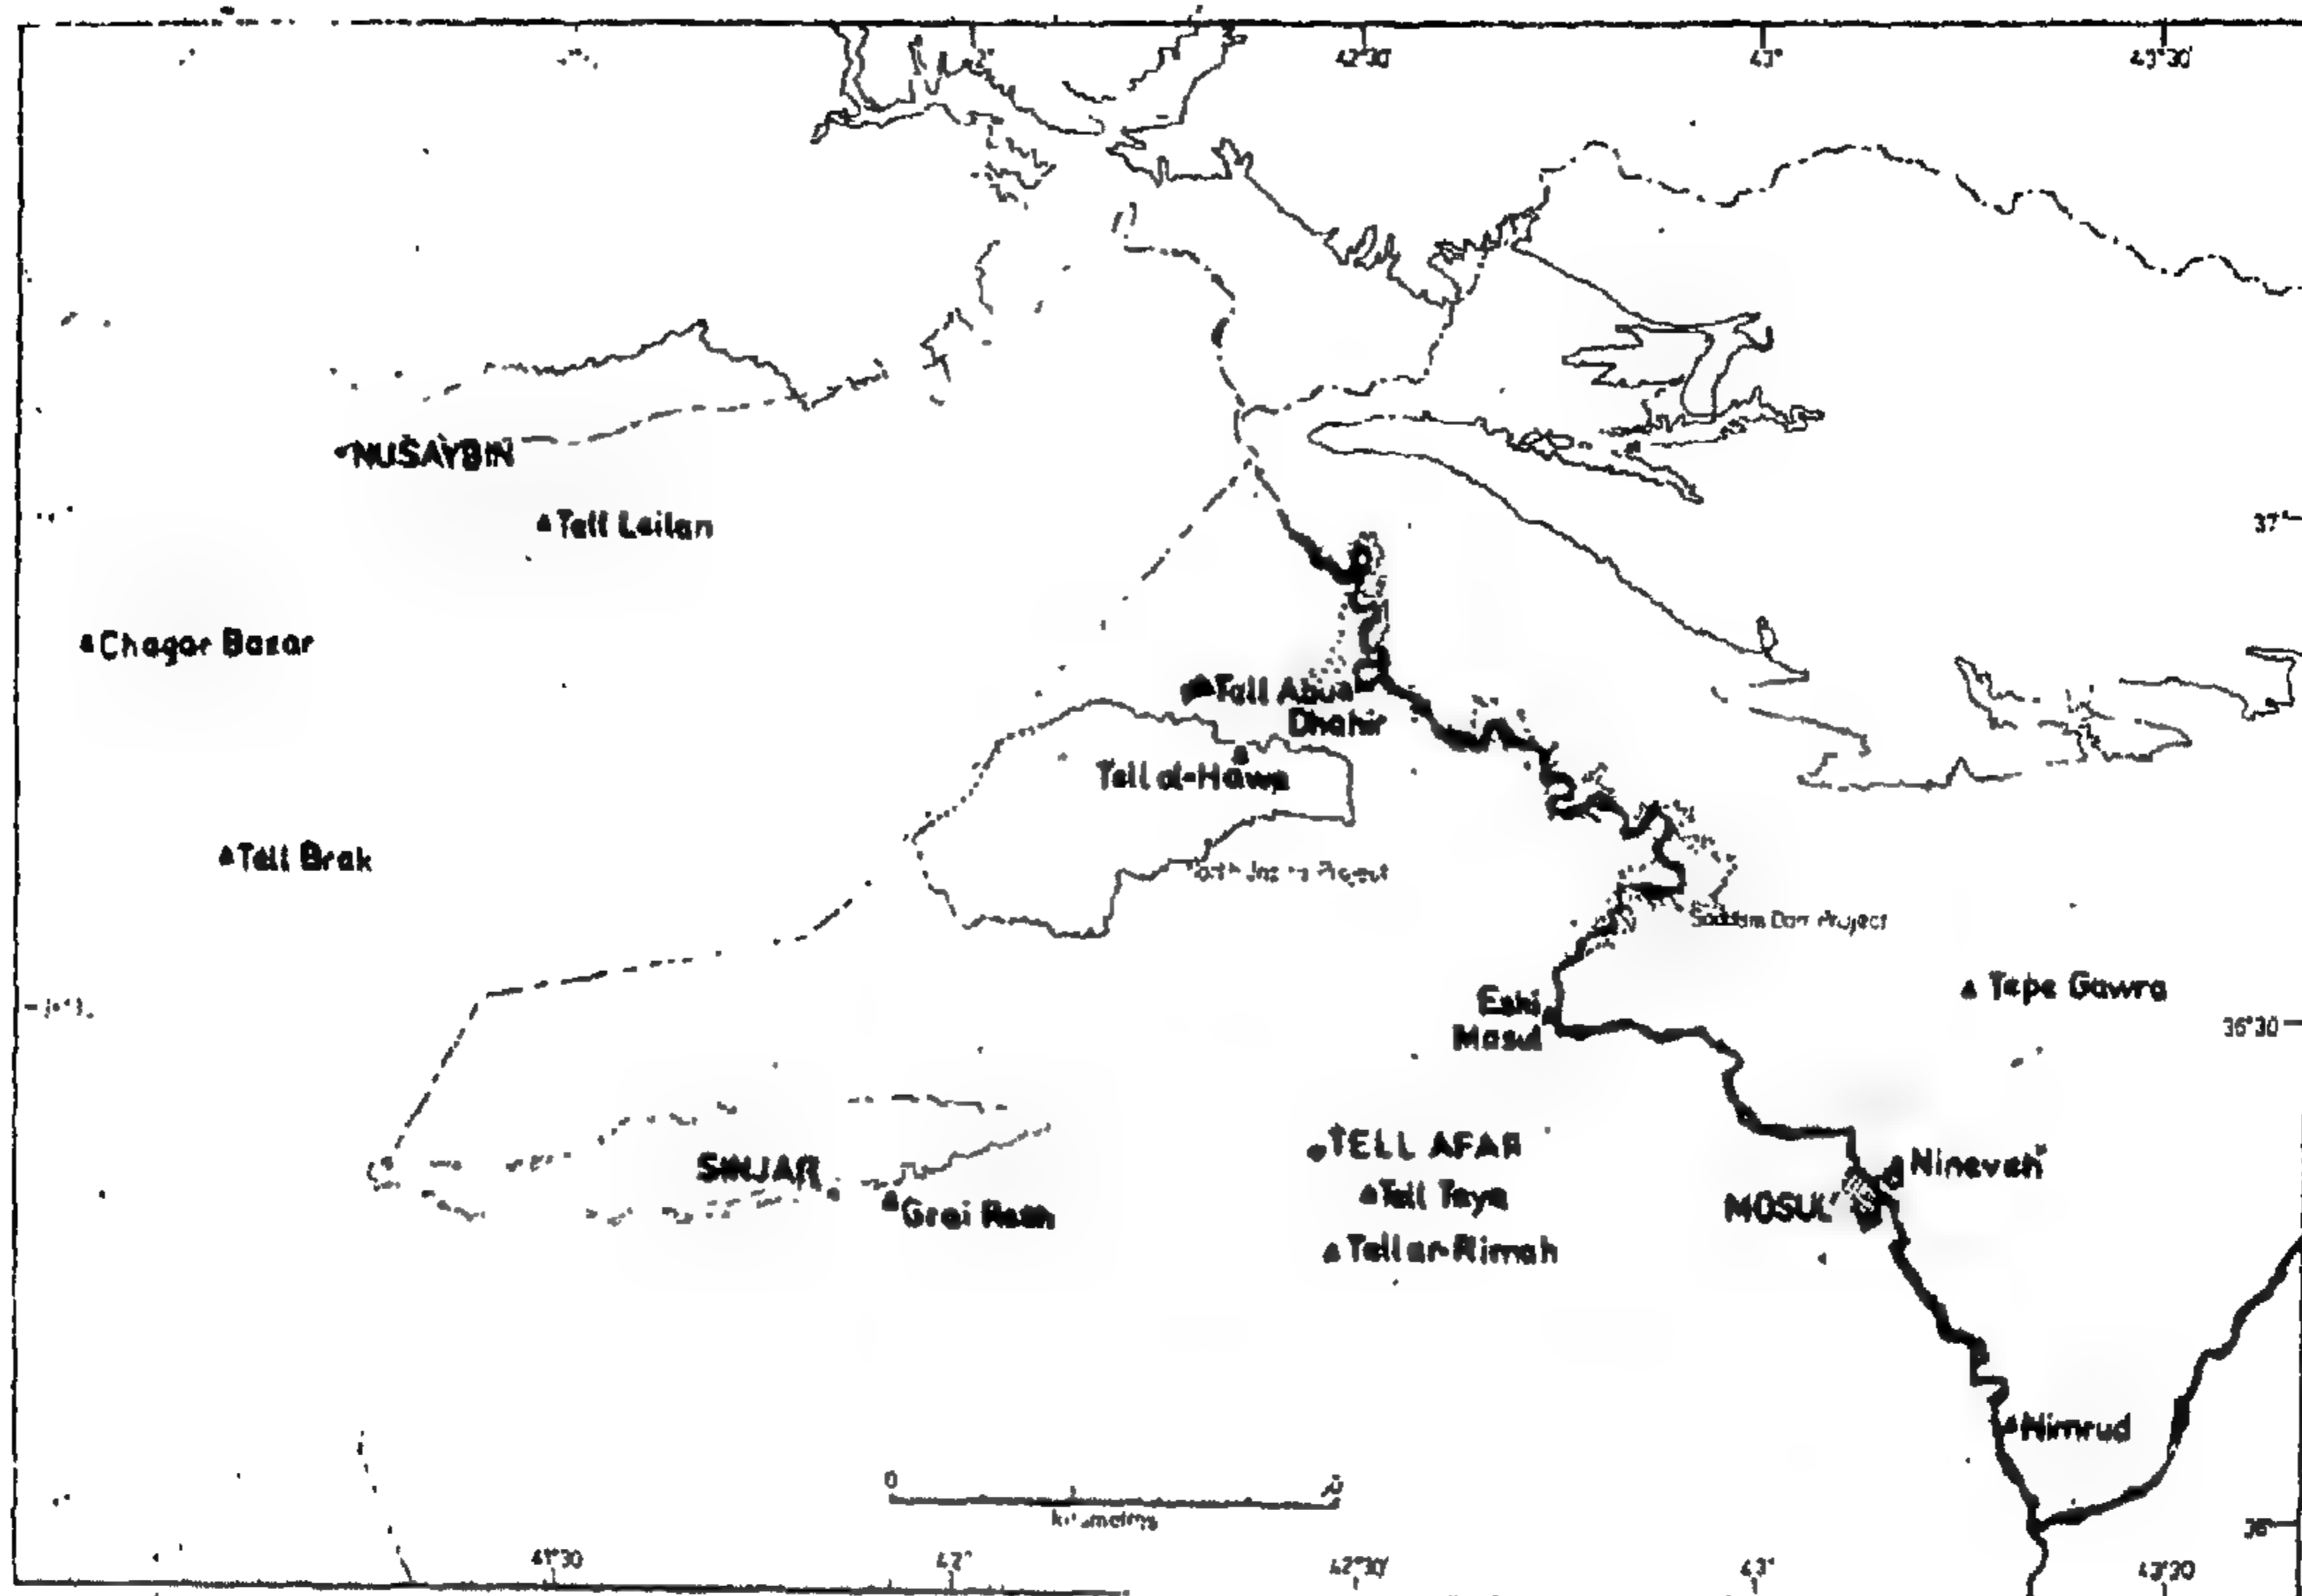 42°30'
43°
43°30'
NUSAYBIN
Tell Leilan
37°
Chagar Bazar
Tall Abu
Dhahir
Tell al-Hawa
Tell Brak
Project
Saddam Dam Project
Tepe Gawra
Eski
Mosul
36°30
TELL AFAR
Nineveh
SINJAR
Tell Taya
MOSUL
Grai Resh
Tell ar-Rimah
Nimrud
0
kilometres
36°
41°30
42°
42°30'
43°
43°30